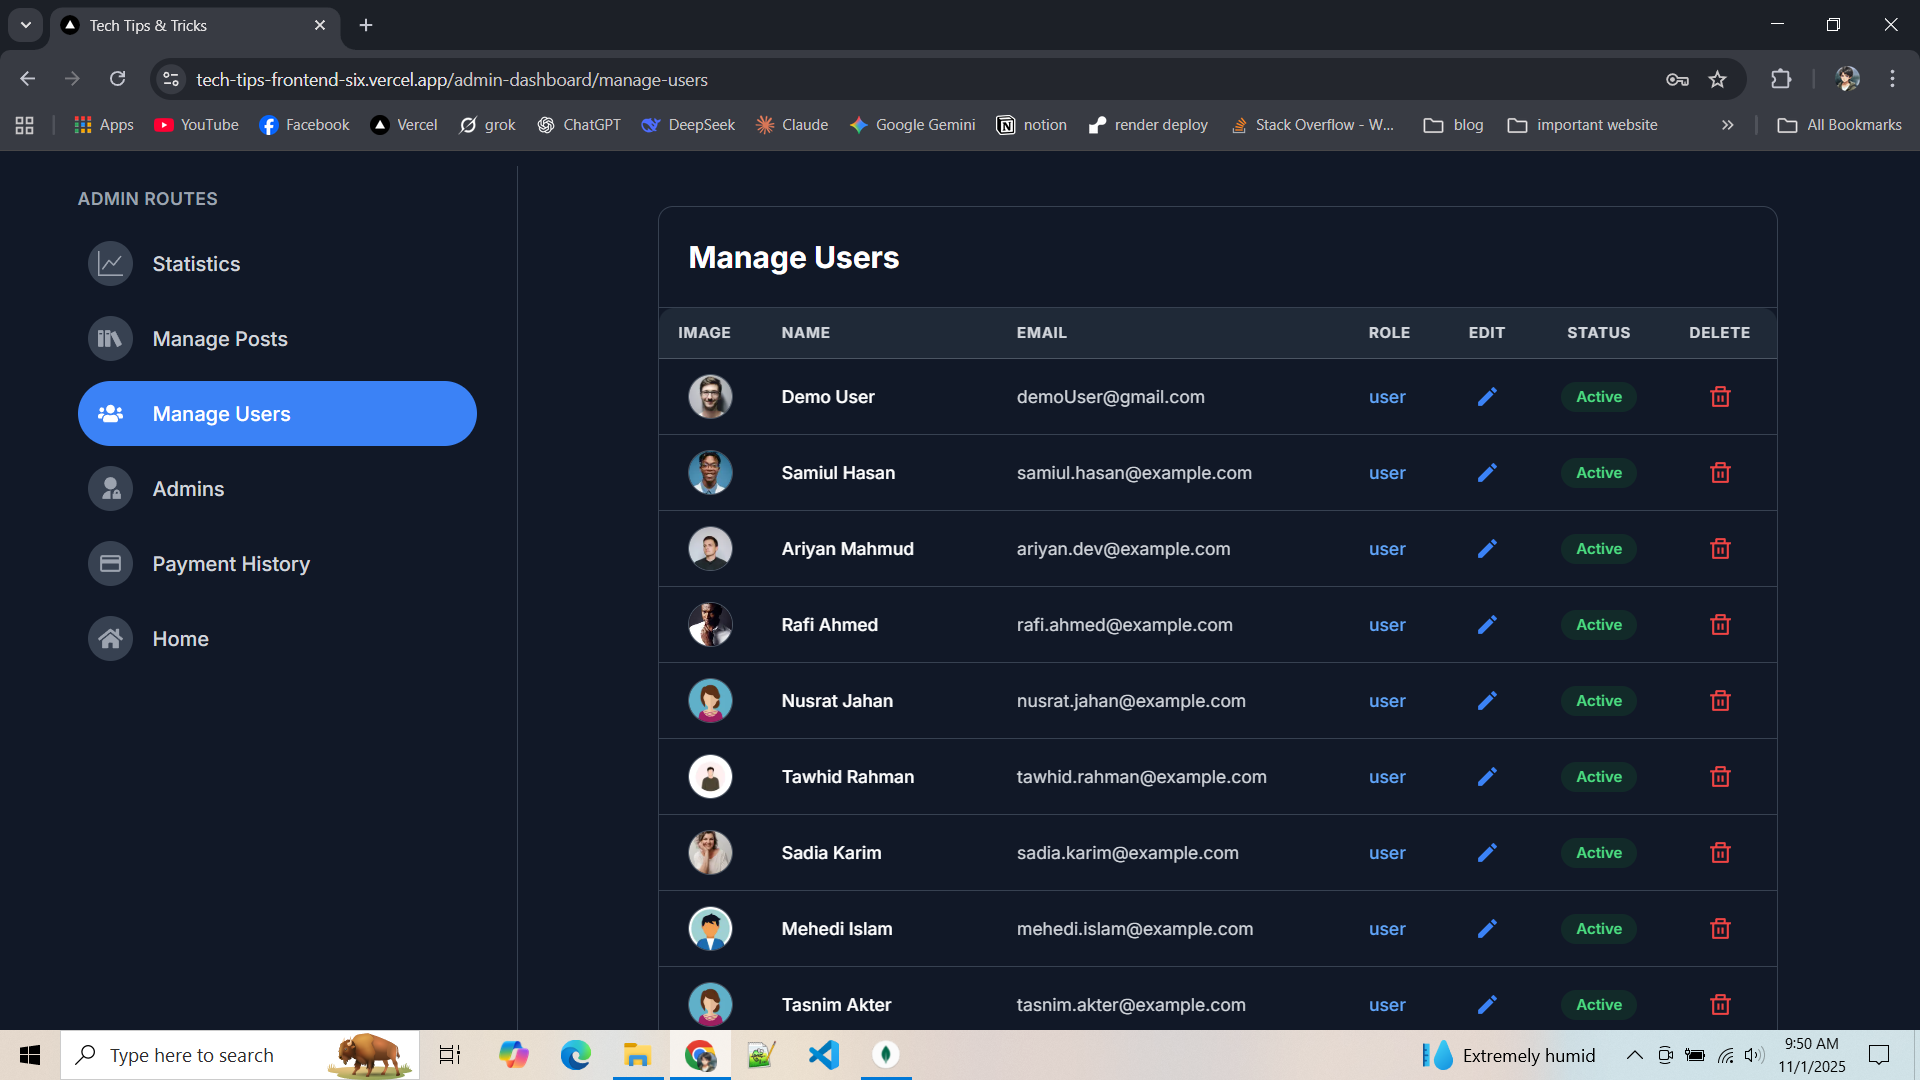 Tech Tips & Tricks
tech-tips-frontend-six.vercel.app/admin-dashboard/manage-users
Apps YouTube Facebook Vercel grok ChatGPT DeepSeek Claude Google Gemini notion render deploy Stack Overflow - W... blog important website » All Bookmarks
ADMIN ROUTES
Statistics
Manage Posts
Manage Users
Admins
Payment History
Home
Manage Users
IMAGE NAME EMAIL ROLE EDIT STATUS DELETE
Demo User demoUser@gmail.com user Active
Samiul Hasan samiul.hasan@example.com user Active
Ariyan Mahmud ariyan.dev@example.com user Active
Rafi Ahmed rafi.ahmed@example.com user Active
Nusrat Jahan nusrat.jahan@example.com user Active
Tawhid Rahman tawhid.rahman@example.com user Active
Sadia Karim sadia.karim@example.com user Active
Mehedi Islam mehedi.islam@example.com user Active
Tasnim Akter tasnim.akter@example.com user Active
Type here to search
Extremely humid
9:50 AM
11/1/2025